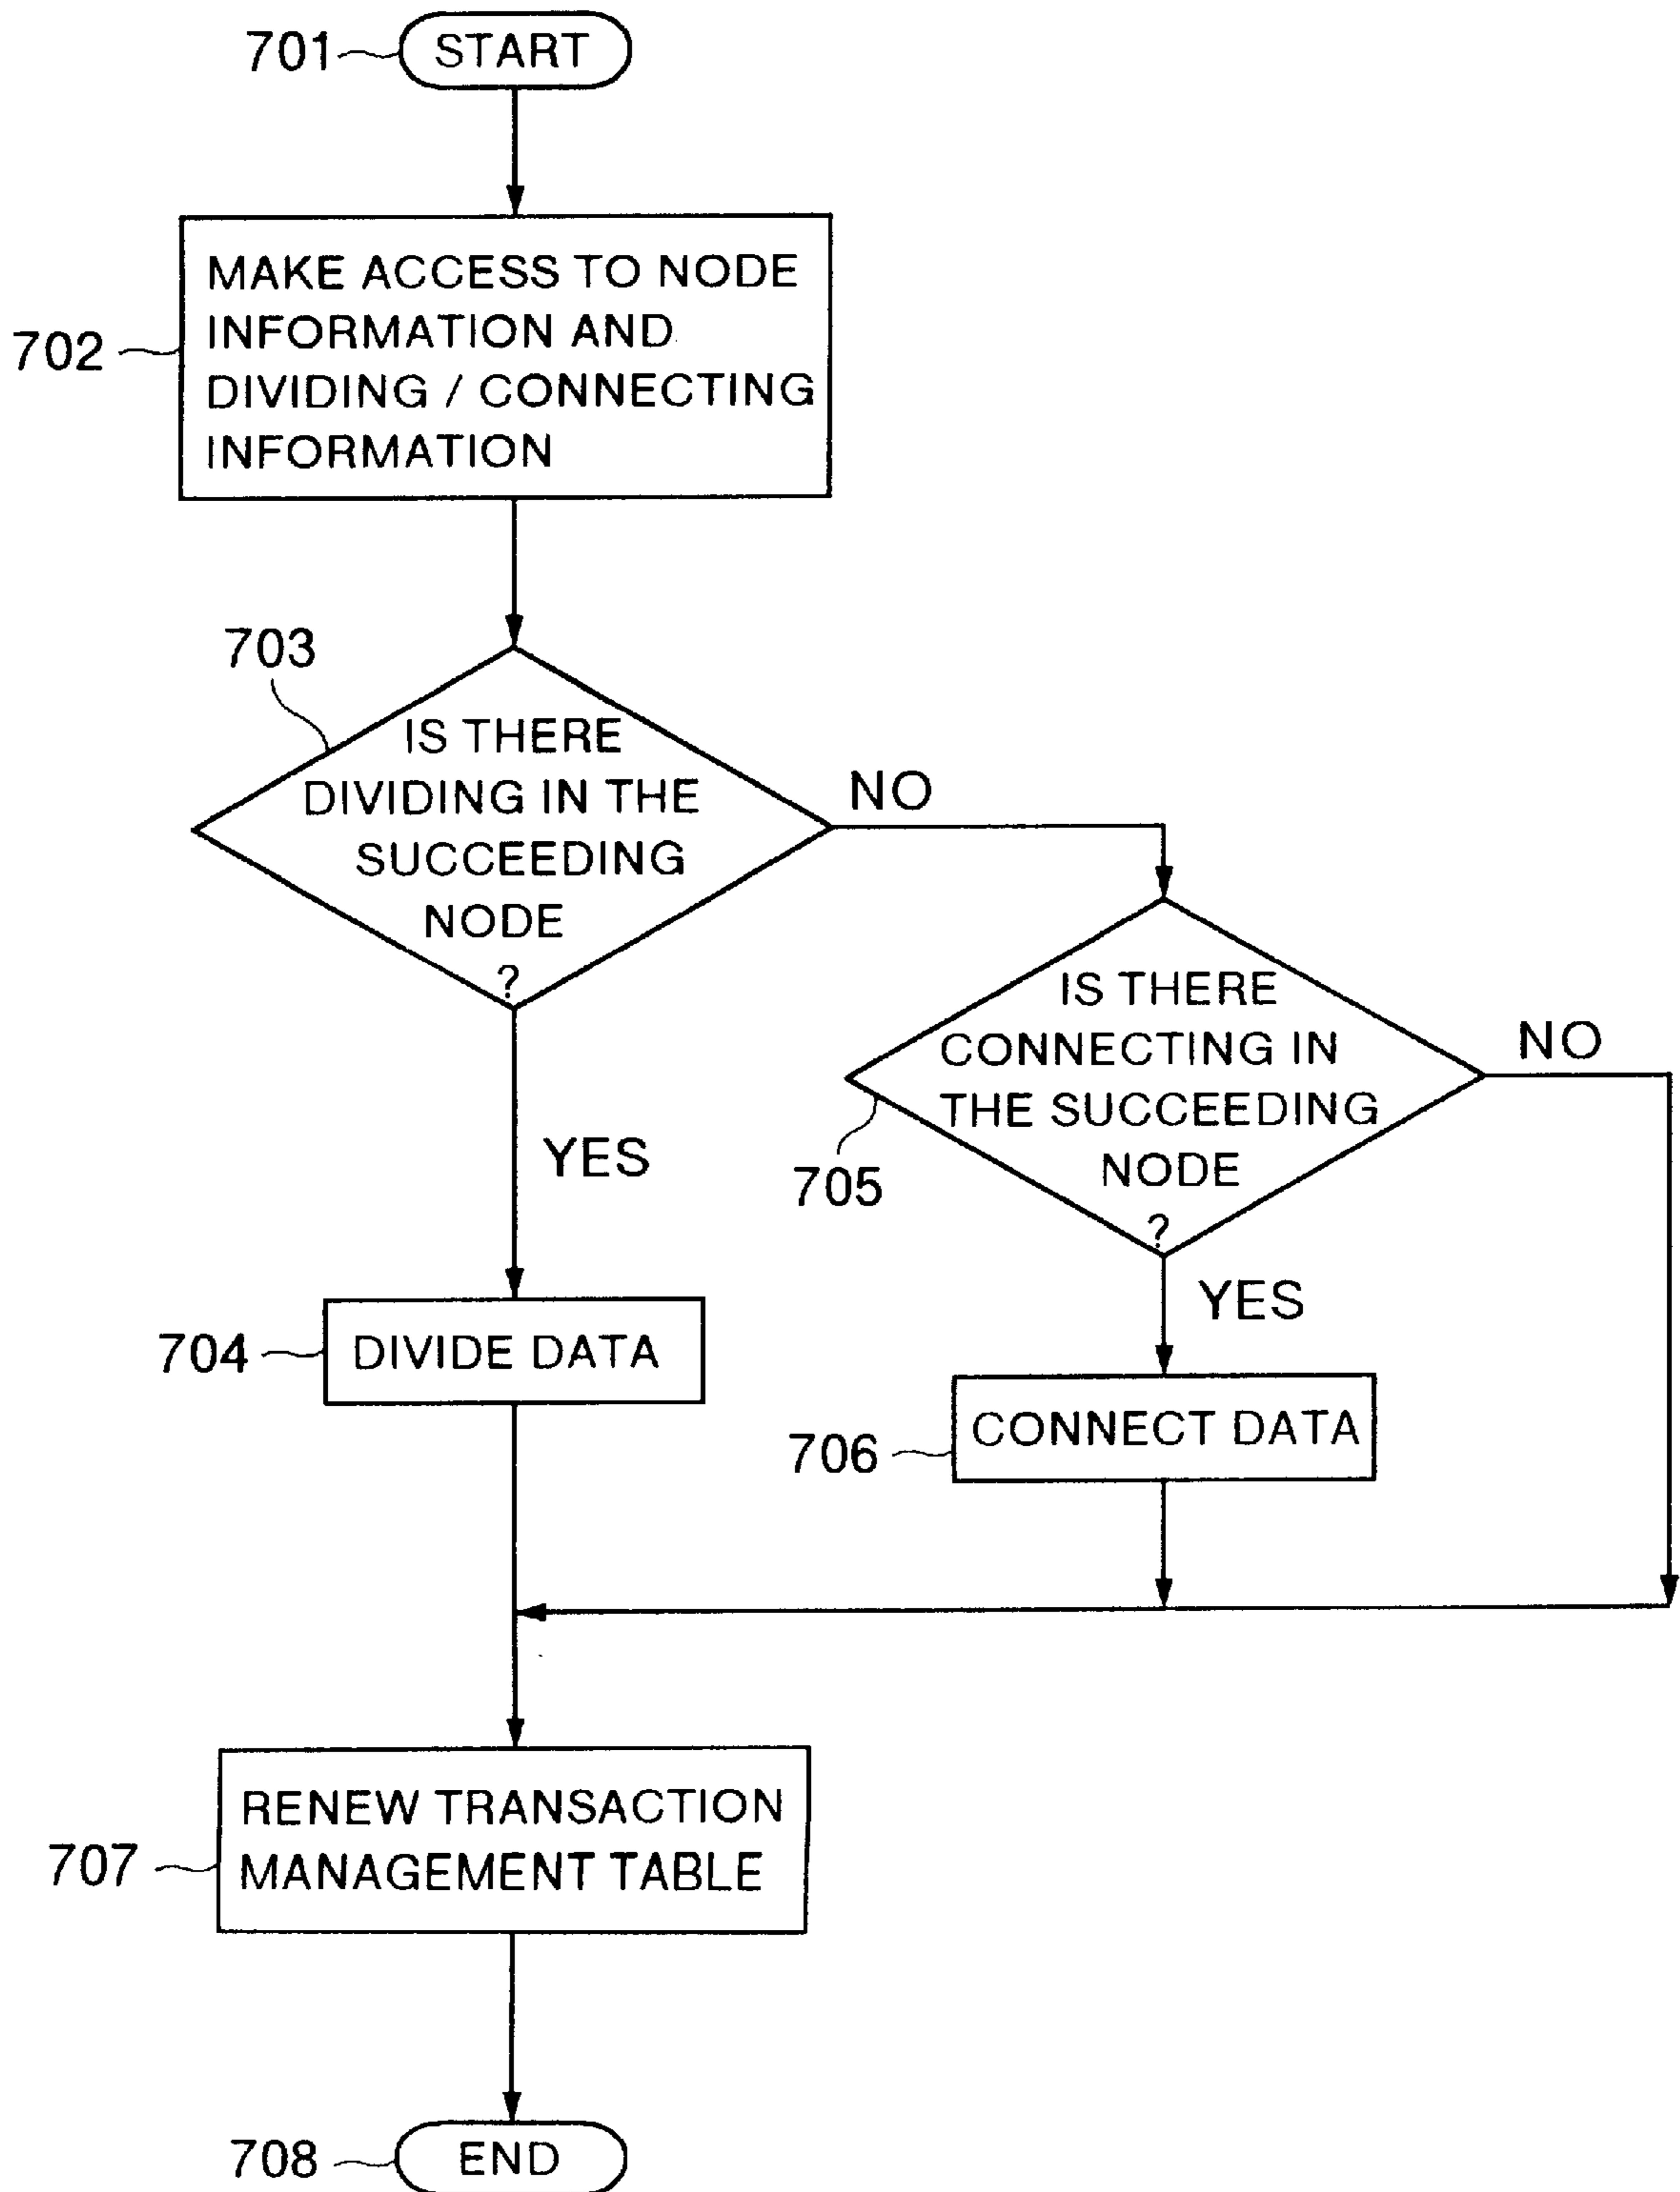 701
START
702
MAKE ACCESS TO NODE
INFORMATION AND
DIVIDING / CONNECTING
INFORMATION
703
IS THERE
DIVIDING IN THE
SUCCEEDING
NODE
?
NO
YES
IS THERE
CONNECTING IN
THE SUCCEEDING
NODE
?
705
NO
YES
704
DIVIDE DATA
706
CONNECT DATA
707
RENEW TRANSACTION
MANAGEMENT TABLE
708
END